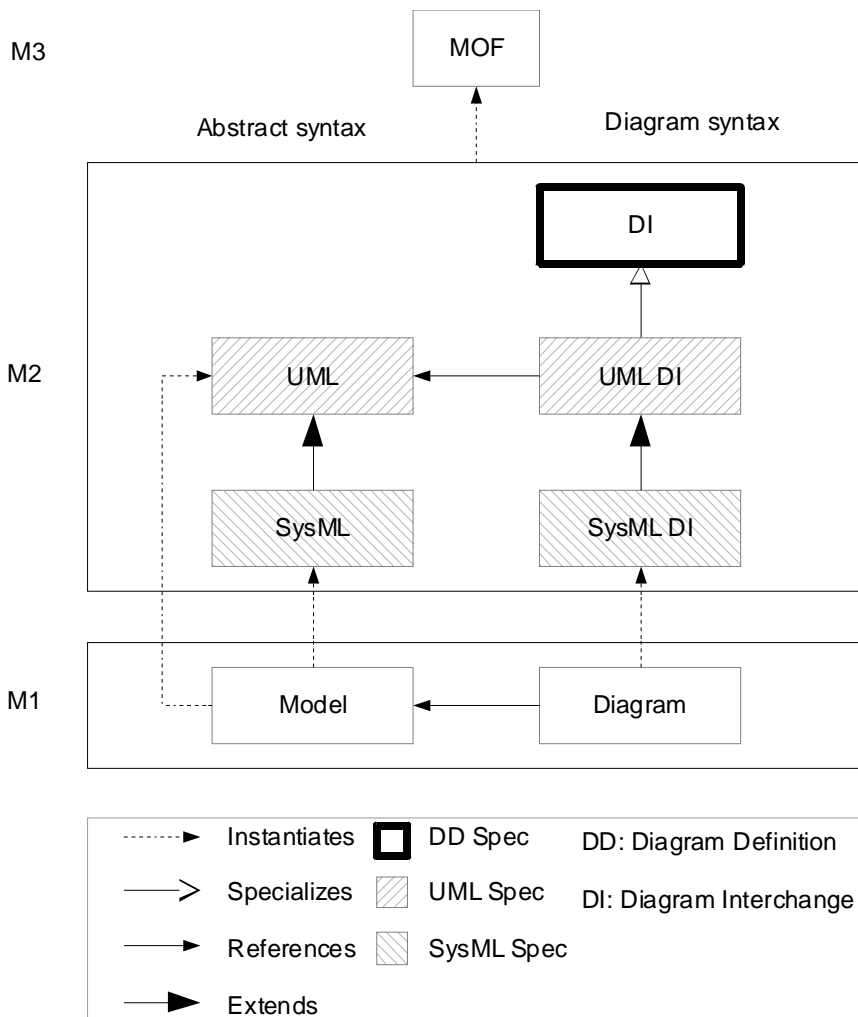 M3
MOF
Abstract syntax
Diagram syntax
DI
M2
UML
UML DI
SysML
SysML DI
M1
Model
Diagram
Instantiates
DD Spec
DD: Diagram Definition
Specializes
UML Spec
DI: Diagram Interchange
References
SysML Spec
Extends